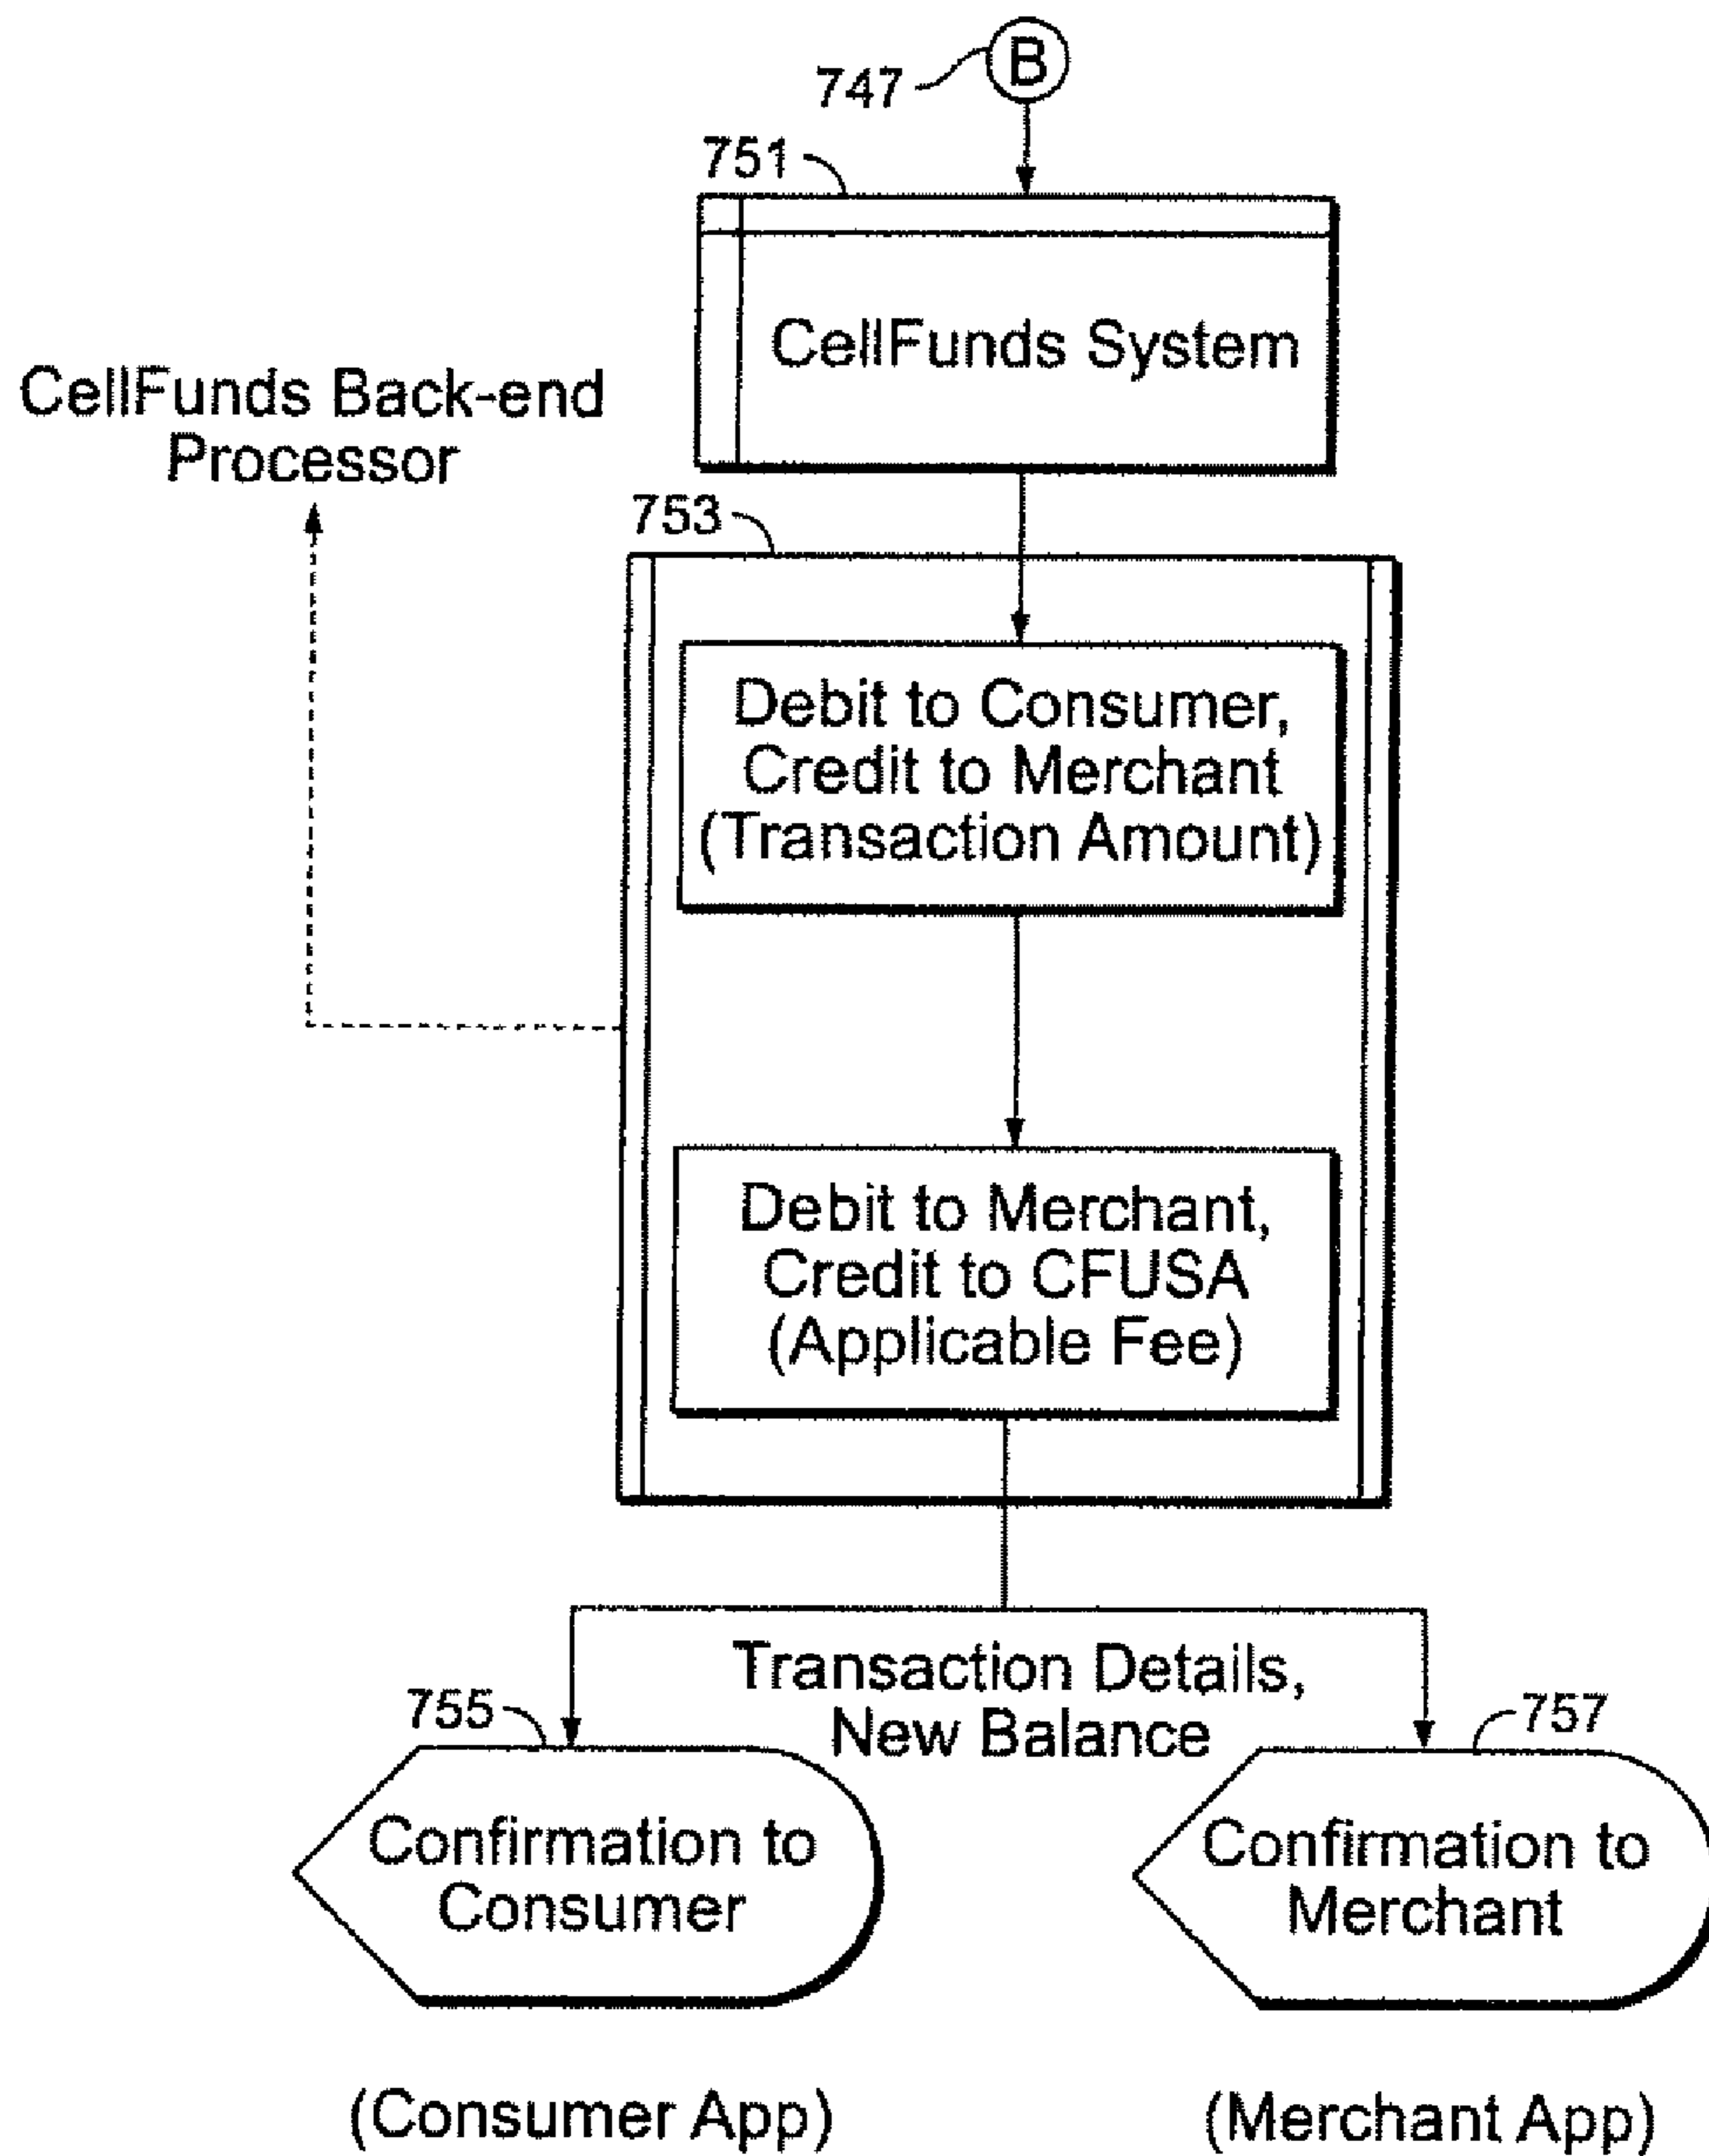 B
747
751
CellFunds System
CellFunds Back-end
Processor
753
Debit to Consumer,
Credit to Merchant
(Transaction Amount)
Debit to Merchant,
Credit to CFUSA
(Applicable Fee)
Transaction Details,
New Balance
755
757
Confirmation to
Consumer
Confirmation to
Merchant
(Consumer App)
(Merchant App)